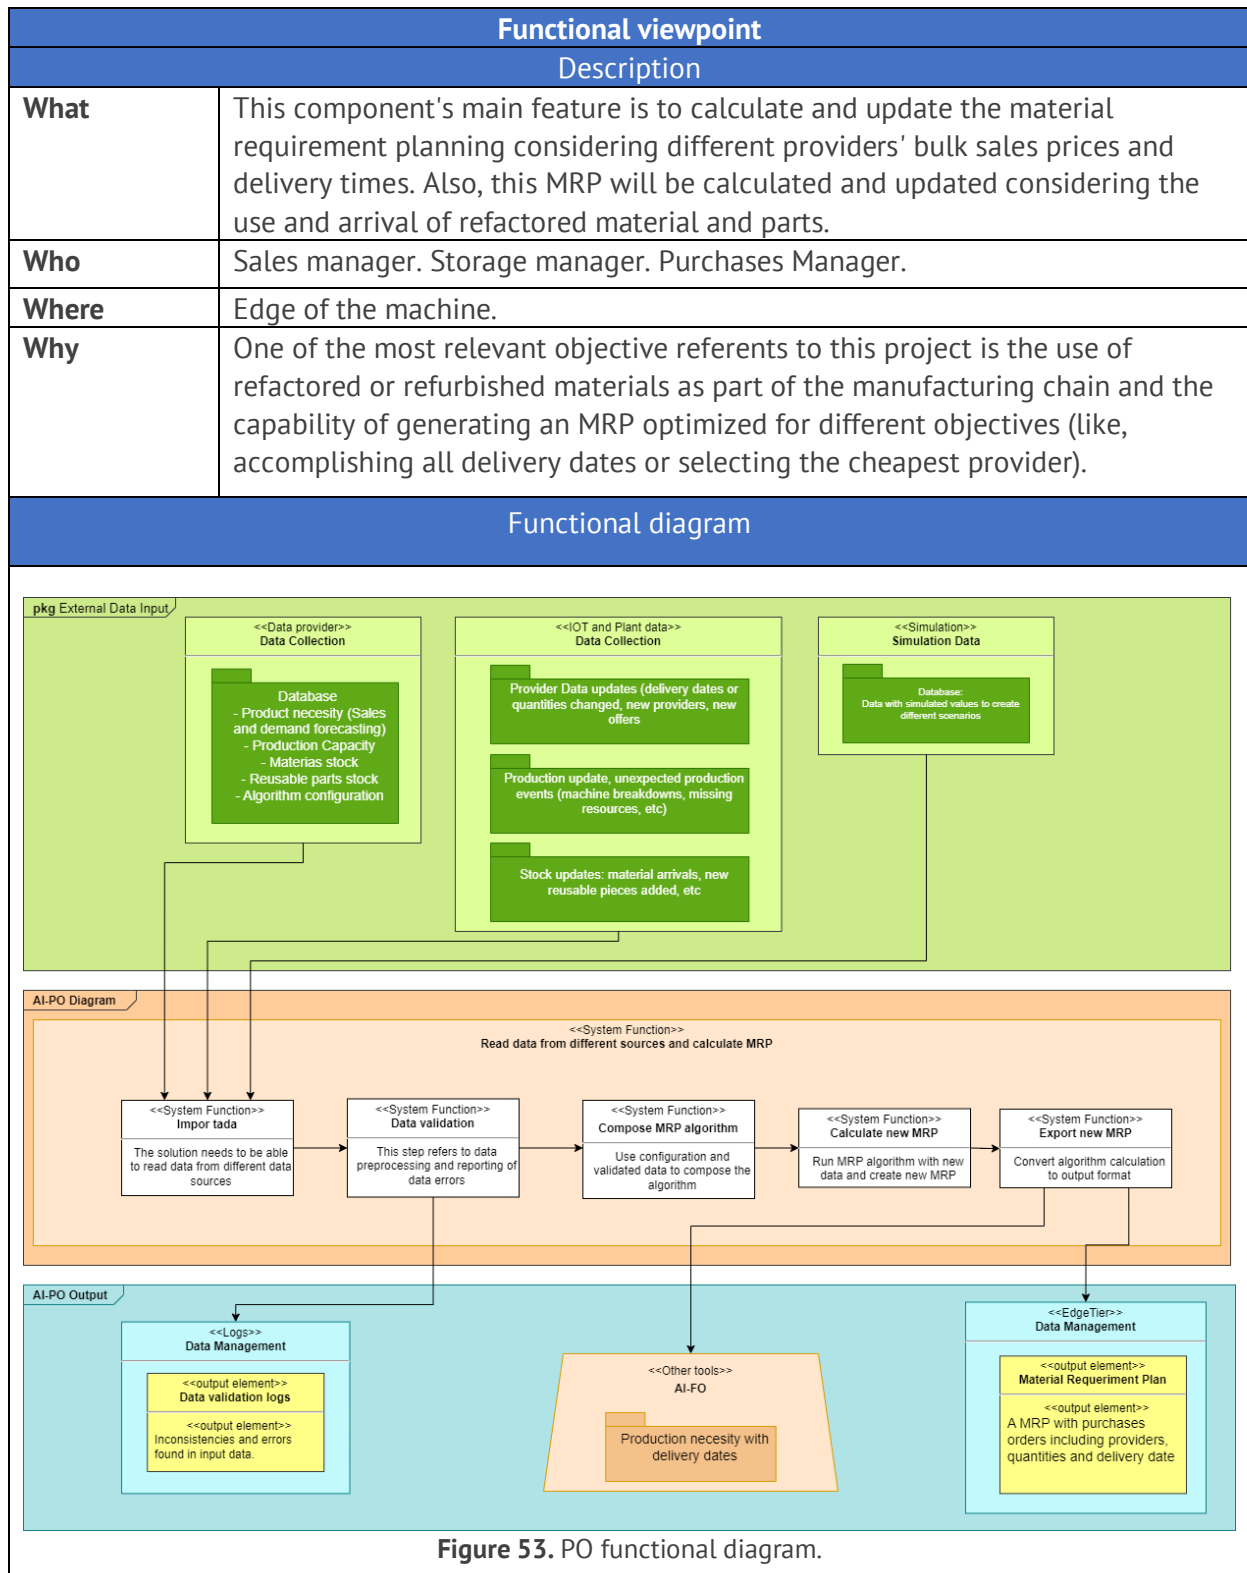 Functional viewpoint
Description
What
This component's main feature is to calculate and update the material
requirement planning considering different providers' bulk sales prices and
delivery times. Also, this MRP will be calculated and updated considering the
use and arrival of refactored material and parts.
Who
Sales manager. Storage manager. Purchases Manager.
Where
Edge of the machine.
Why
One of the most relevant objective referents to this project is the use of
refactored or refurbished materials as part of the manufacturing chain and the
capability of generating an MRP optimized for different objectives (like,
accomplishing all delivery dates or selecting the cheapest provider).
Functional diagram
pkg External Data Input
<<Data provider>>
Data Collection
Database
- Product necesity (Sales
and demand forecasting)
- Production Capacity
- Materias stock
- Reusable parts stock
- Algorithm configuration
<<IOT and Plant data>>
Data Collection
Provider Data updates (delivery dates or
quantities changed, new providers, new
offers
Production update, unexpected production
events (machine breakdowns, missing
resources, etc)
Stock updates: material arrivals, new
reusable pieces added, etc
<<Simulation>>
Simulation Data
Database:
Data with simulated values to create
different scenarios
AI-PO Diagram
<<System Function>>
Read data from different sources and calculate MRP
<<System Function>>
Impor tada
The solution needs to be able
to read data from different data
sources
<<System Function>>
Data validation
This step refers to data
preprocessing and reporting of
data errors
<<System Function>>
Compose MRP algorithm
Use configuration and
validated data to compose the
algorithm
<<System Function>>
Calculate new MRP
Run MRP algorithm with new
data and create new MRP
<<System Function>>
Export new MRP
Convert algorithm calculation
to output format
AI-PO Output
<<Logs>>
Data Management
<<output element>>
Data validation logs
<<output element>>
Inconsistencies and errors
found in input data.
<<Other tools>>
AI-FO
Production necesity with
delivery dates
<<EdgeTier>>
Data Management
<<output element>>
Material Requeriment Plan
<<output element>>
A MRP with purchases
orders including providers,
quantities and delivery date
Figure 53. PO functional diagram.